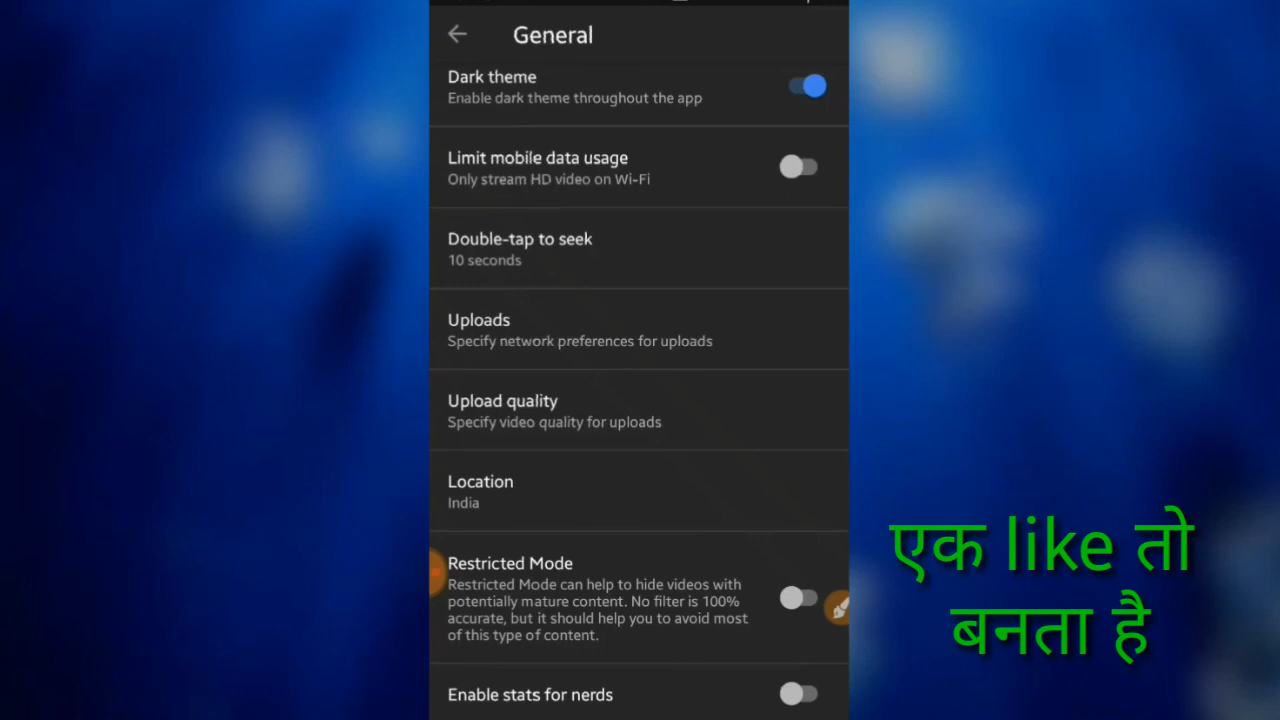 General
Dark theme
Enable dark theme throughout the app
Limit mobile data usage
Only stream HD video on Wi-Fi
Double-tap to seek
10 seconds
Uploads
Specify network preferences for uploads
Upload quality
Specify video quality for uploads
Location
India
Restricted Mode
Restricted Mode can help to hide videos with
potentially mature content. No filter is 100%
accurate, but it should help you to avoid most
of this type of content.
Enable stats for nerds
एक like तो
बनता है